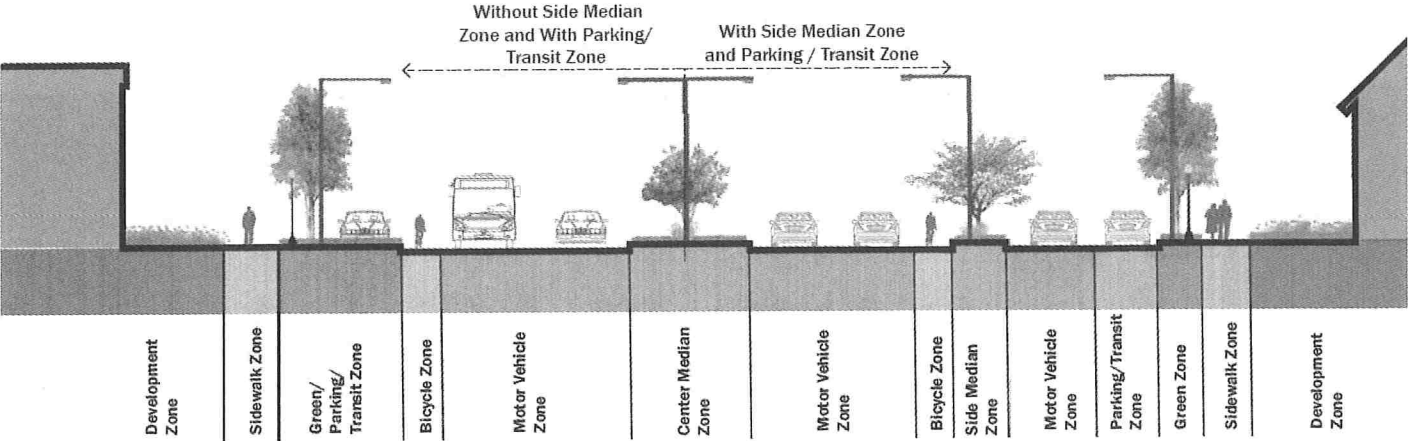 Without Side Median
Zone and With Parking/
Transit Zone
With Side Median Zone
and Parking / Transit Zone
Development
Zone
Sidewalk Zone
Green/
Parking/
Transit Zone
Bicycle Zone
Motor Vehicle
Zone
Center Median
Zone
Motor Vehicle
Zone
Bicycle Zone
Side Median
Zone
Motor Vehicle
Zone
Parking/Transit
Zone
Green Zone
Sidewalk Zone
Development
Zone